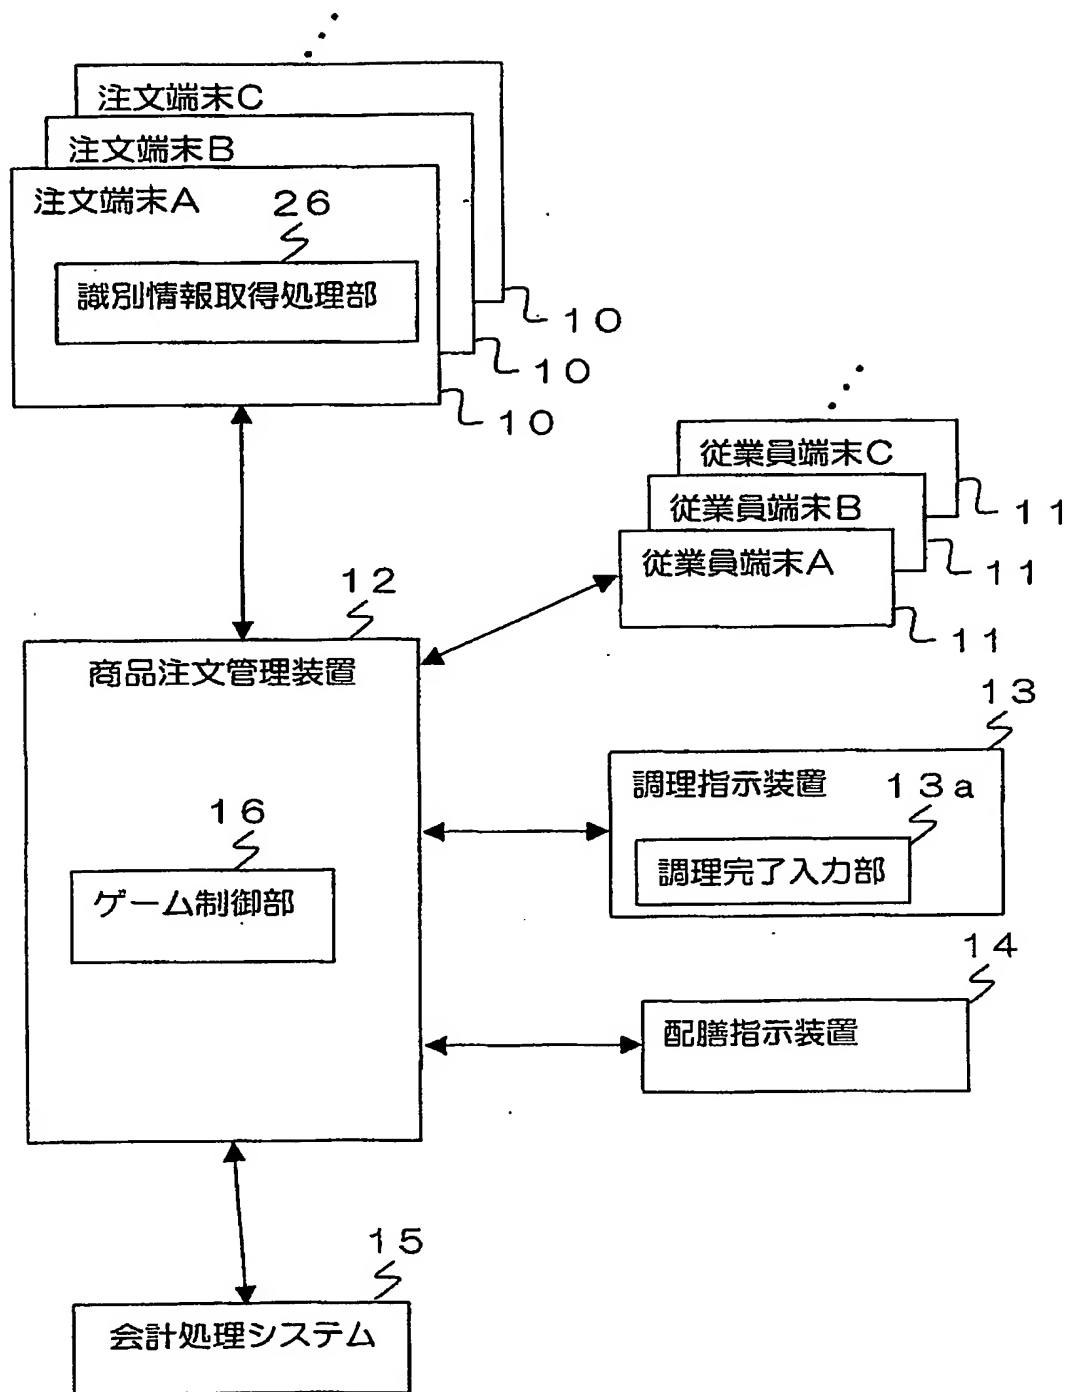 注文端末C
注文端末B
注文端末A
26
識別情報取得処理部
10
10
10
従業員端末C
従業員端末B
従業員端末A
11
11
11
12
商品注文管理装置
16
ゲーム制御部
13
調理指示装置
13a
調理完了入力部
14
配膳指示装置
15
会計処理システム